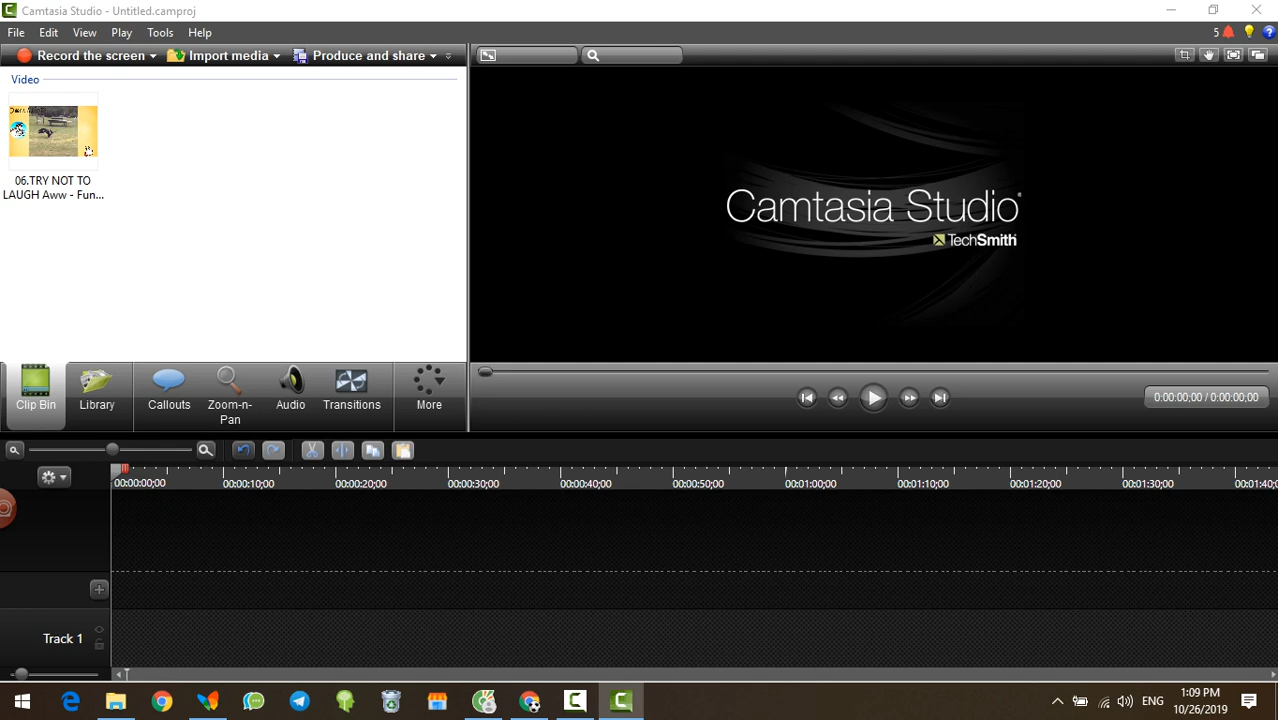 Camtasia Studio - Untitled.camproj
File Edit View Play Tools Help
5
Record the screen Import media Produce and share
Video
06.TRY NOT TO
LAUGH Aww - Fun...
Camtasia Studio
TechSmith
Clip Bin Library Callouts Zoom-n-
Pan Audio Transitions More
0:00:00;00 / 0:00:00;00
00:00:00;00 00:00:10;00 00:00:20;00 00:00:30;00 00:00:40;00 00:00:50;00 00:01:00;00 00:01:10;00 00:01:20;00 00:01:30;00 00:01:40;
Track 1
ENG
1:09 PM
10/26/2019